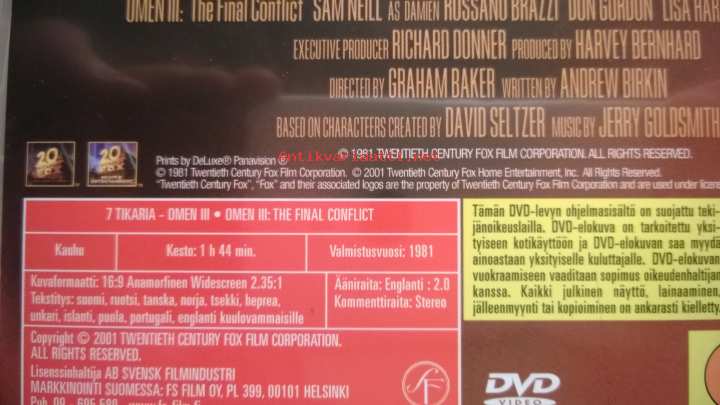 OMEN III: The Final Conflict SAM NEILL AS DAMIEN ROSSANO BRAZZI DON GORDON LISA HAR
EXECUTIVE PRODUCER RICHARD DONNER PRODUCED BY HARVEY BERNHARD
DIRECTED BY GRAHAM BAKER WRITTEN BY ANDREW BIRKIN
BASED ON CHARACTEERS CREATED BY DAVID SELTZER MUSIC BY JERRY GOLDSMITH
Prints by DeLuxe® Panavision ®
© 1981 TWENTIETH CENTURY FOX FILM CORPORATION. ALL RIGHTS RESERVED.
© 1981 Twentieth Century Fox Film Corporation. © 2001 Twentieth Century Fox Home Entertainment, Inc. All Rights Reserved.
"Twentieth Century Fox", "Fox" and their associated logos are the property of Twentieth Century Fox Film Corporation and are used under licens
antikvariaatti.net
7 TIKARIA – OMEN III • OMEN III: THE FINAL CONFLICT
Kauhu
Kesto: 1 h 44 min.
Valmistusvuosi: 1981
Kuvaformaatti: 16:9 Anamorfinen Widescreen 2.35:1
Tekstitys: suomi, ruotsi, tanska, norja, tsekki, heprea,
unkari, islanti, puola, portugali, englanti kuulovammaisille
Ääniraita: Englanti : 2.0
Kommenttiraita: Stereo
Copyright © 2001 TWENTIETH CENTURY FOX FILM CORPORATION.
ALL RIGHTS RESERVED.
Lisenssinhaltija AB SVENSK FILMINDUSTRI
MARKKINOINTI SUOMESSA: FS FILM OY, PL 399, 00101 HELSINKI
Tämän DVD-levyn ohjelmasisältö on suojattu teki-
jänoikeuslailla. DVD-elokuva on tarkoitettu yksi-
tyiseen kotikäyttöön ja DVD-elokuvan saa myydä
ainoastaan yksityiselle kuluttajalle. DVD-elokuvan
vuokraamiseen vaaditaan sopimus oikeudenhaltijan
kanssa. Kaikki julkinen näyttö, lainaaminen,
jälleenmynti tai kopioiminen on ankarasti kielletty.
SF
DVD
VIDEO